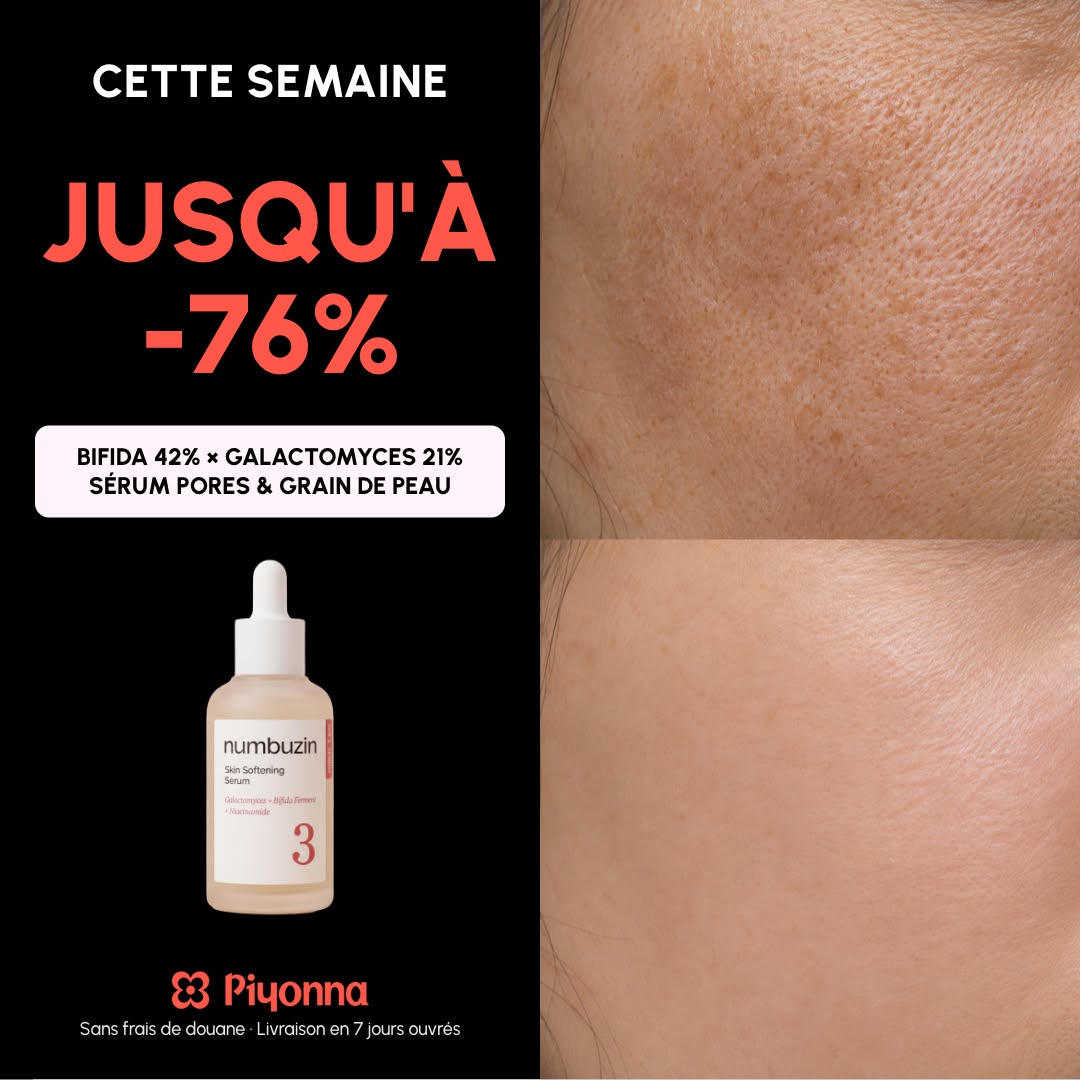 CETTE SEMAINE
JUSQU'À
-76%
BIFIDA 42% × GALACTOMYCES 21%
SÉRUM PORES & GRAIN DE PEAU
numbuzin
Skin Softening
Serum
Galactomyces + Bifida Ferment
+ Niacinamide
3
Piyonna
Sans frais de douane · Livraison en 7 jours ouvrés